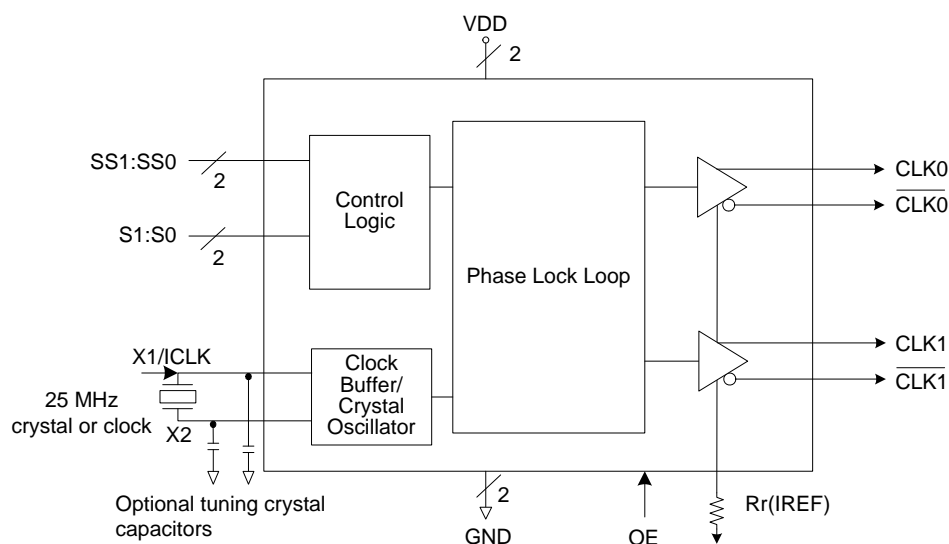 VDD
2
SS1:SS0
2
Control
Logic
CLK0
CLK0
S1:S0
2
Phase Lock Loop
X1/ICLK
25 MHz
crystal or clock
X2
Clock
Buffer/
Crystal
Oscillator
CLK1
CLK1
Optional tuning crystal
capacitors
2
GND
OE
Rr(IREF)